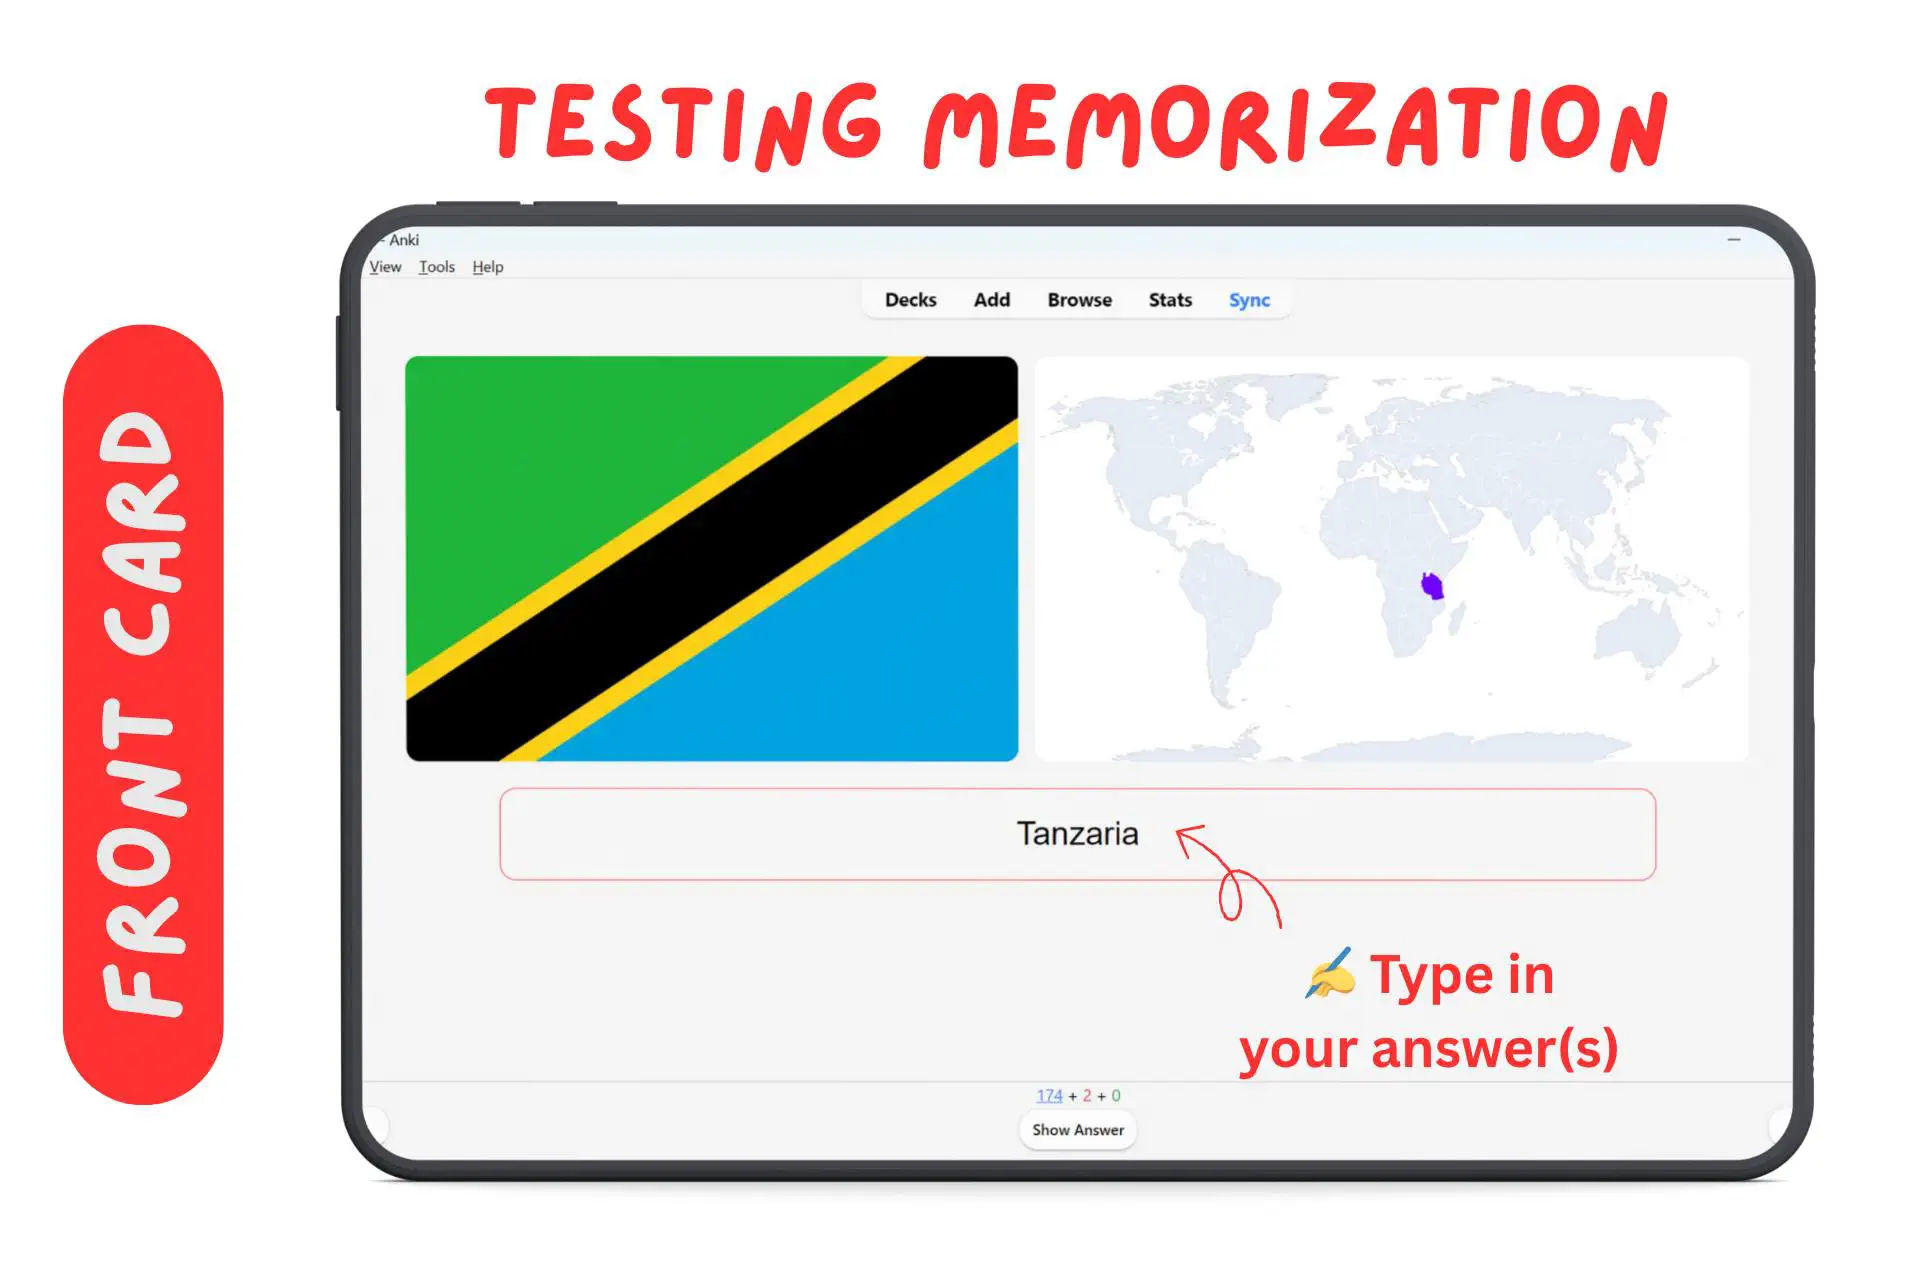 TESTING MEMORIZATION
FRONT CARD
- Anki
View Tools Help
Decks Add Browse Stats Sync
Tanzaria
✍️ Type in
your answer(s)
174 + 2 + 0
Show Answer